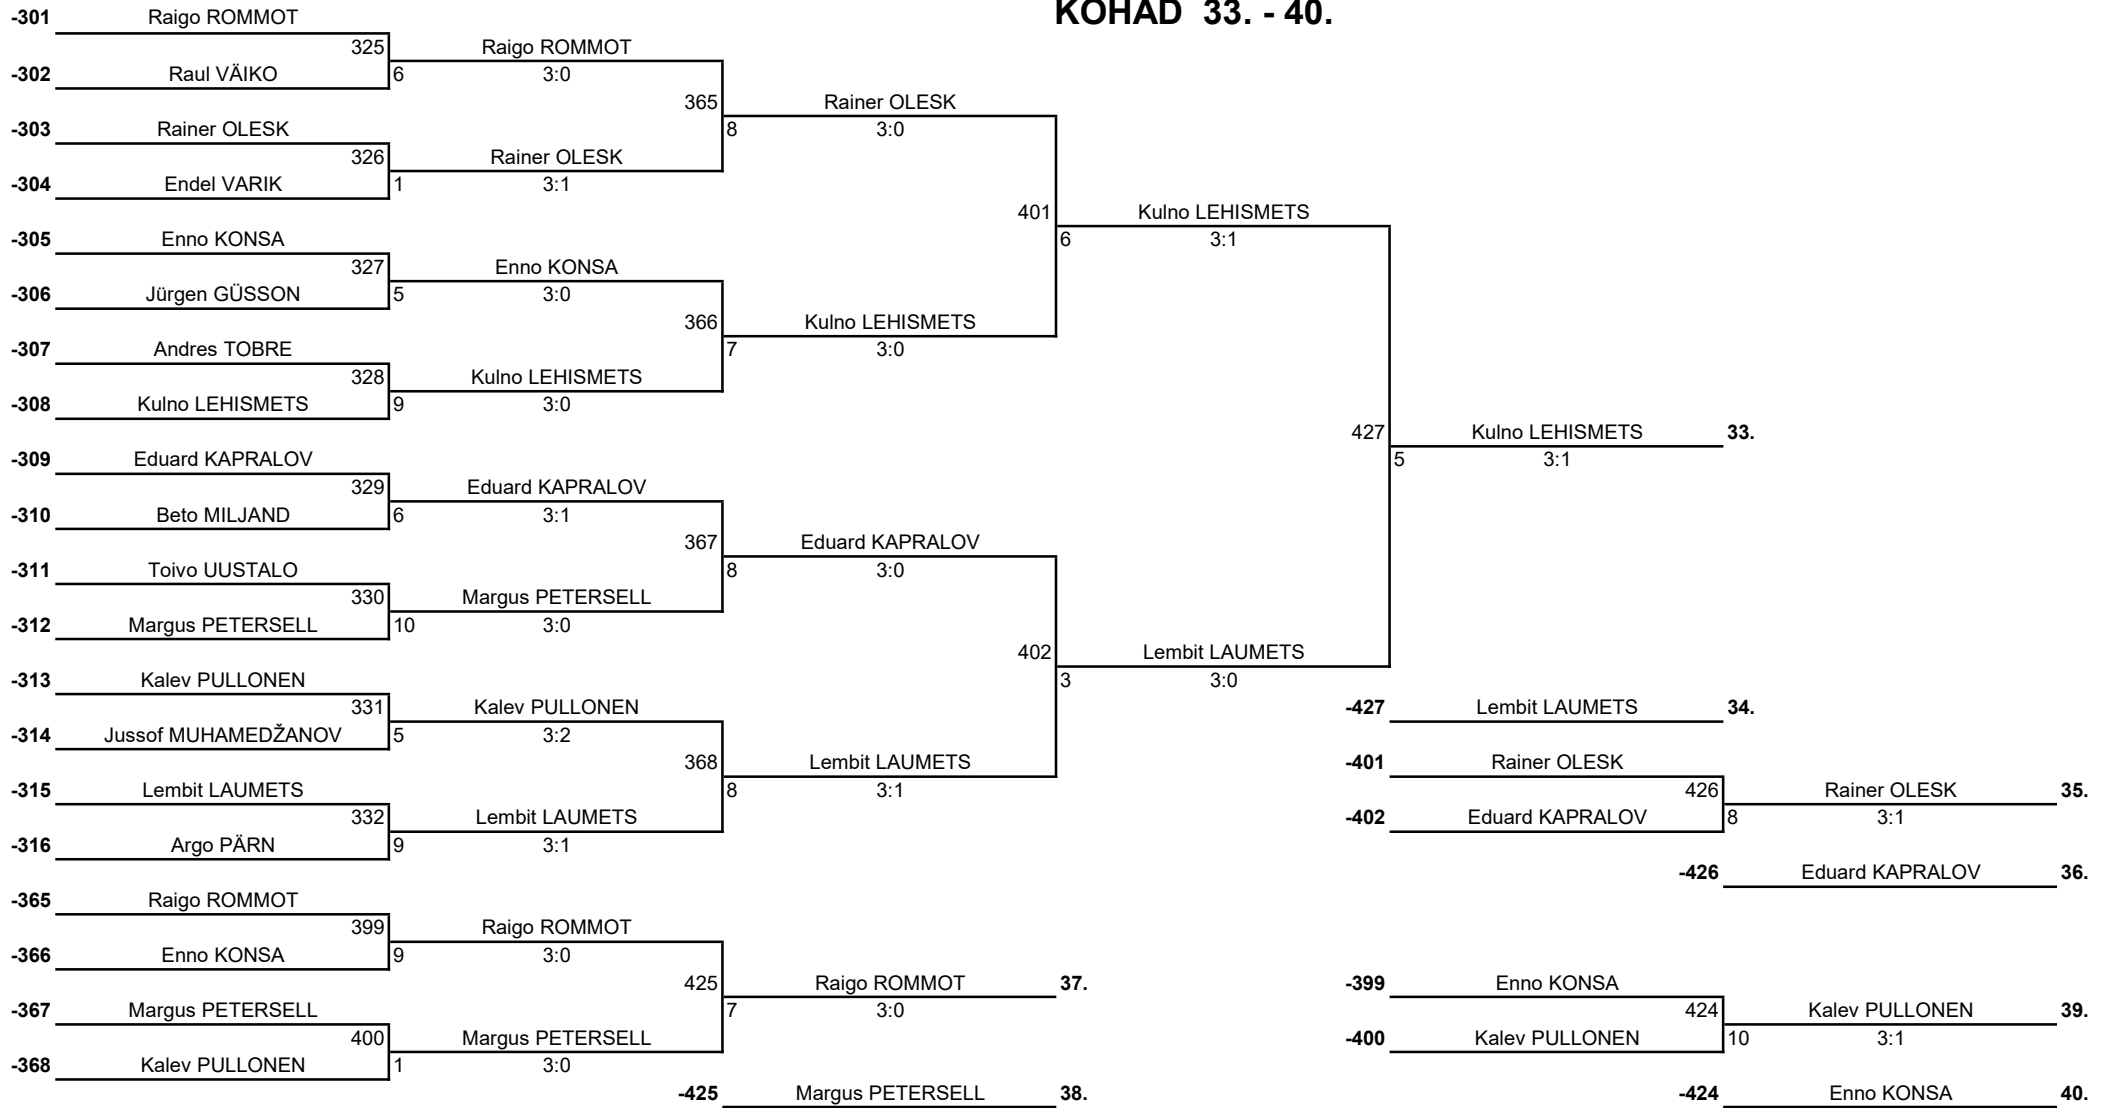 KOHAD 33. - 40.
-301 Raigo ROMMOT
325 Raigo ROMMOT
-302 Raul VÄIKO 6 3:0
365 Rainer OLESK
-303 Rainer OLESK 8 3:0
326 Rainer OLESK
-304 Endel VARIK 1 3:1
401 Kulno LEHISMETS
-305 Enno KONSA 6 3:1
327 Enno KONSA
-306 Jürgen GÜSSON 5 3:0
366 Kulno LEHISMETS
-307 Andres TOBRE 7 3:0
328 Kulno LEHISMETS
-308 Kulno LEHISMETS 9 3:0
427 Kulno LEHISMETS 33.
-309 Eduard KAPRALOV 5 3:1
329 Eduard KAPRALOV
-310 Beto MILJAND 6 3:1
367 Eduard KAPRALOV
-311 Toivo UUSTALO 8 3:0
330 Margus PETERSELL
-312 Margus PETERSELL 10 3:0
402 Lembit LAUMETS
-313 Kalev PULLONEN 3 3:0
331 Kalev PULLONEN -427 Lembit LAUMETS 34.
-314 Jussof MUHAMEDŽANOV 5 3:2
368 Lembit LAUMETS -401 Rainer OLESK
-315 Lembit LAUMETS 8 3:1 426 Rainer OLESK 35.
332 Lembit LAUMETS -402 Eduard KAPRALOV 8 3:1
-316 Argo PÄRN 9 3:1
-426 Eduard KAPRALOV 36.
-365 Raigo ROMMOT
399 Raigo ROMMOT
-366 Enno KONSA 9 3:0
425 Raigo ROMMOT 37. -399 Enno KONSA
-367 Margus PETERSELL 7 3:0 424 Kalev PULLONEN 39.
400 Margus PETERSELL -400 Kalev PULLONEN 10 3:1
-368 Kalev PULLONEN 1 3:0
-425 Margus PETERSELL 38. -424 Enno KONSA 40.